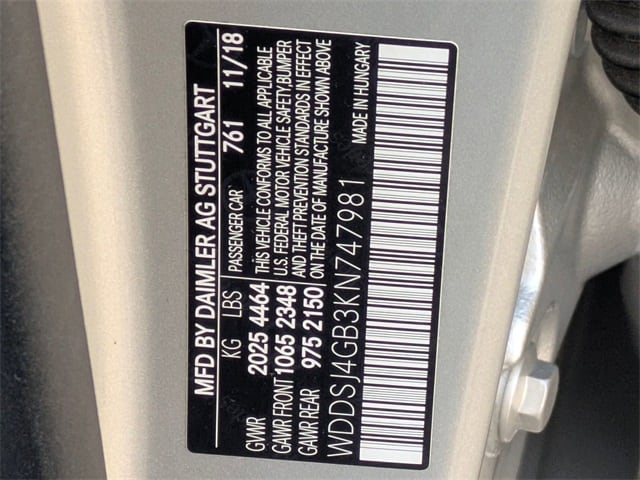 MFD BY DAIMLER AG STUTTGART
KG LBS PASSENGER CAR 761 11/18
GVWR 2025 4464 THIS VEHICLE CONFORMS TO ALL APPLICABLE
GAWR FRONT 1065 2348 U.S. FEDERAL MOTOR VEHICLE SAFETY,BUMPER
GAWR REAR 975 2150 AND THEFT PREVENTION STANDARDS IN EFFECT
ON THE DATE OF MANUFACTURE SHOWN ABOVE
WDDSJ4GB3KN747981 MADE IN HUNGARY